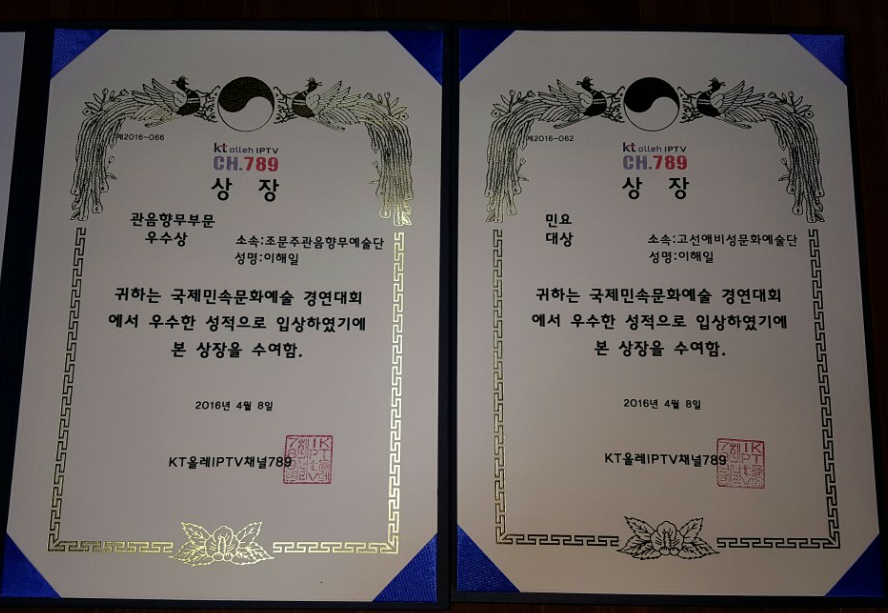 제2016-066
kt olleh IPTV
CH.789
상 장
관음향무부문
우수상
소속:조문주관음향무예술단
성명:이해일
귀하는 국제민속문화예술 경연대회
에서 우수한 성적으로 입상하였기에
본 상장을 수여함.
2016년 4월 8일
KT올레IPTV채널789
제2016-062
kt olleh IPTV
CH.789
상 장
민요
대상
소속:고선애비성문화예술단
성명:이해일
귀하는 국제민속문화예술 경연대회
에서 우수한 성적으로 입상하였기에
본 상장을 수여함.
2016년 4월 8일
KT올레IPTV채널789